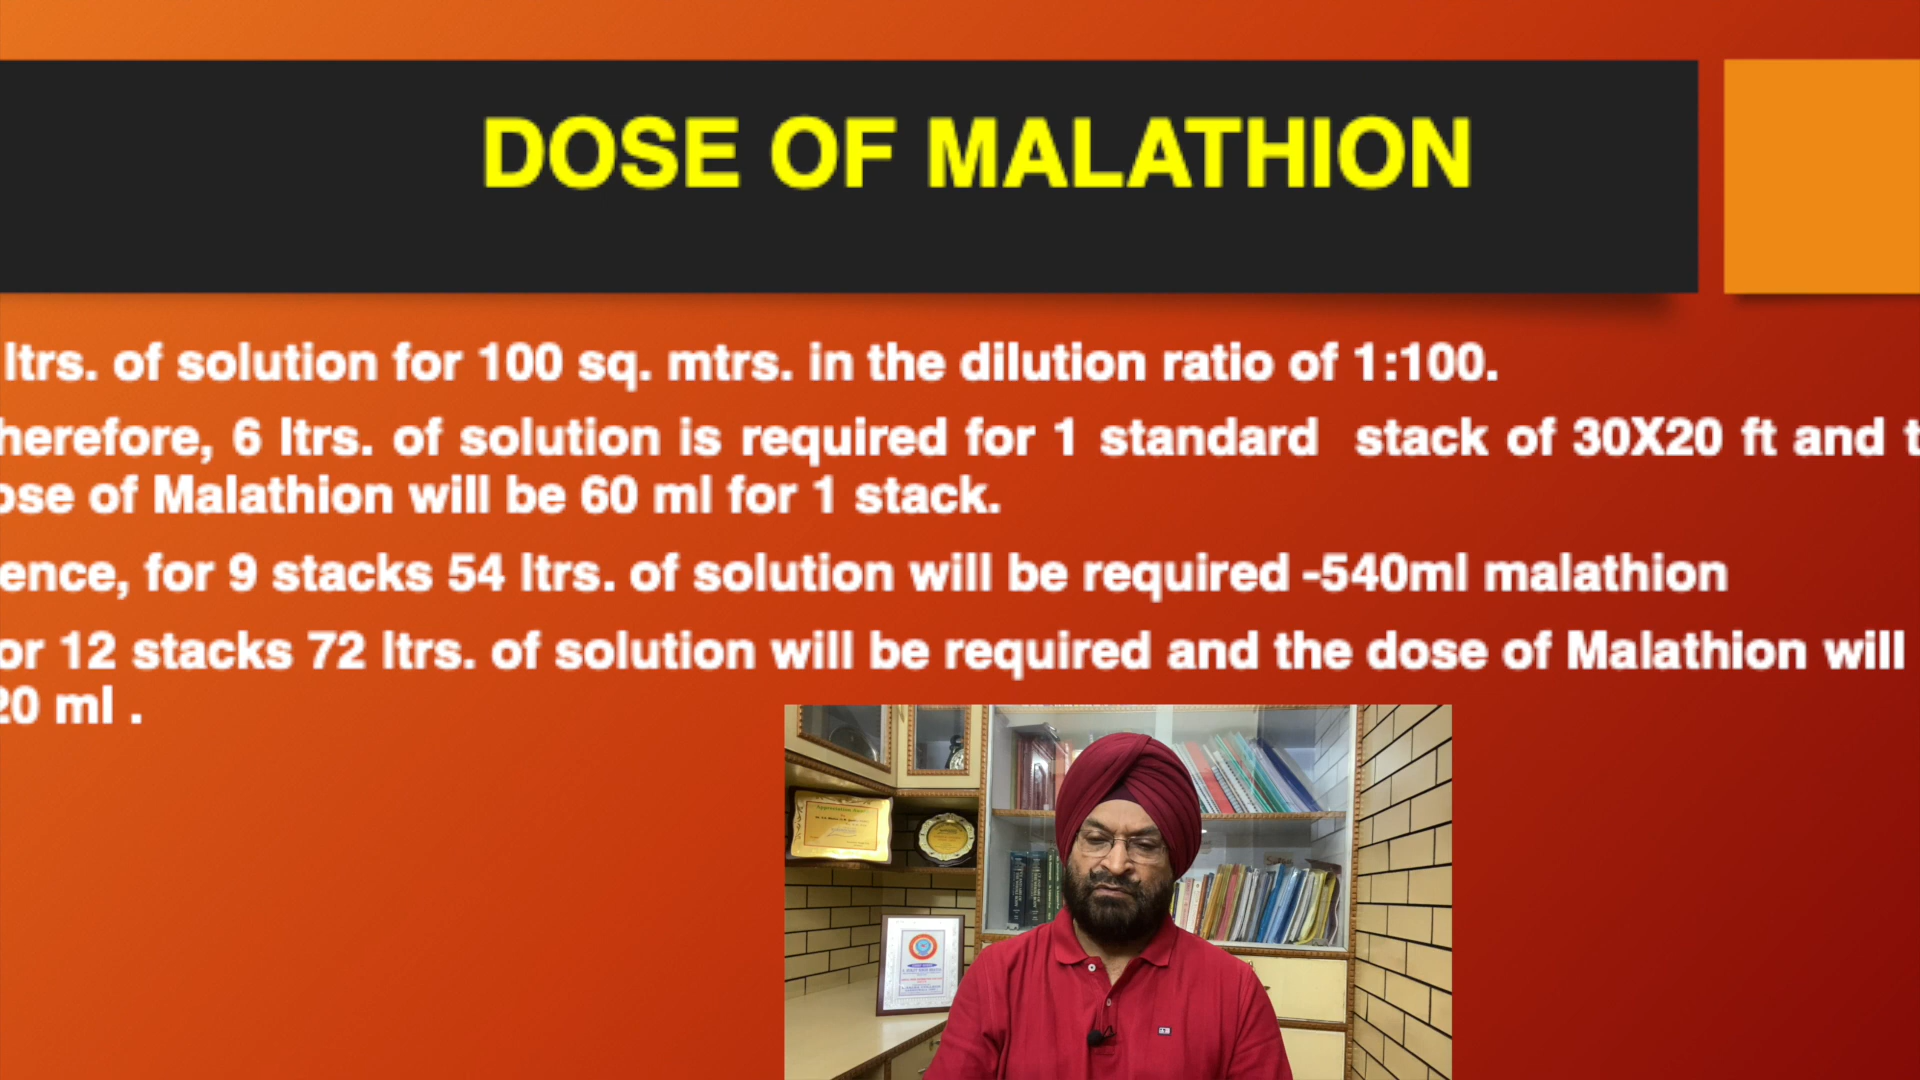 DOSE OF MALATHION
ltrs. of solution for 100 sq. mtrs. in the dilution ratio of 1:100.
herefore, 6 ltrs. of solution is required for 1 standard stack of 30X20 ft and t
ose of Malathion will be 60 ml for 1 stack.
ence, for 9 stacks 54 ltrs. of solution will be required -540ml malathion
or 12 stacks 72 ltrs. of solution will be required and the dose of Malathion will
20 ml .